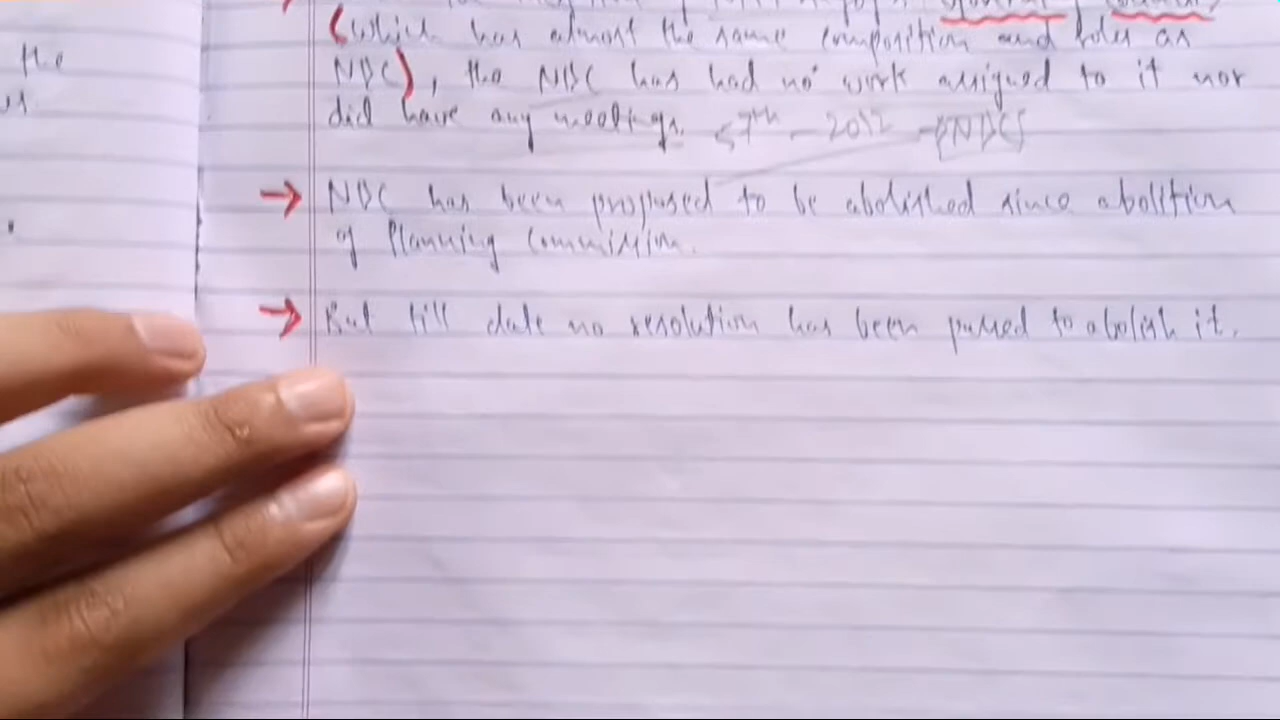 the
(which has almost the same composition and roles as
NDC), the NDC has had no work assigned to it nor
did have any meetings. 57th - 2012 - NDC
→ NDC has been proposed to be abolished since abolition
of Planning Commission.
→ But till date no resolution has been passed to abolish it.